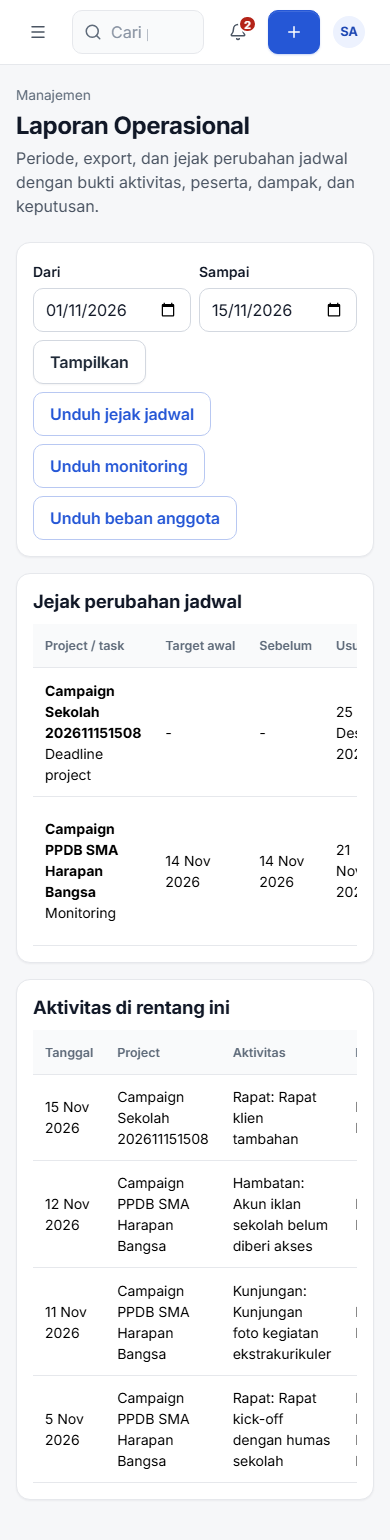 Cari
2
SA
Manajemen
Laporan Operasional
Periode, export, dan jejak perubahan jadwal
dengan bukti aktivitas, peserta, dampak, dan
keputusan.
Dari
Sampai
01/11/2026
15/11/2026
Tampilkan
Unduh jejak jadwal
Unduh monitoring
Unduh beban anggota
Jejak perubahan jadwal
Project / task
Target awal
Sebelum
Campaign
Sekolah
202611151508
Deadline
project
-
-
25
Campaign
PPDB SMA
Harapan
Bangsa
Monitoring
14 Nov
2026
14 Nov
2026
21
Aktivitas di rentang ini
Tanggal
Project
Aktivitas
15 Nov
2026
Campaign
Sekolah
202611151508
Rapat: Rapat
klien
tambahan
12 Nov
2026
Campaign
PPDB SMA
Harapan
Bangsa
Hambatan:
Akun iklan
sekolah belum
diberi akses
11 Nov
2026
Campaign
PPDB SMA
Harapan
Bangsa
Kunjungan:
Kunjungan
foto kegiatan
ekstrakurikuler
5 Nov
2026
Campaign
PPDB SMA
Harapan
Bangsa
Rapat: Rapat
kick-off
dengan humas
sekolah